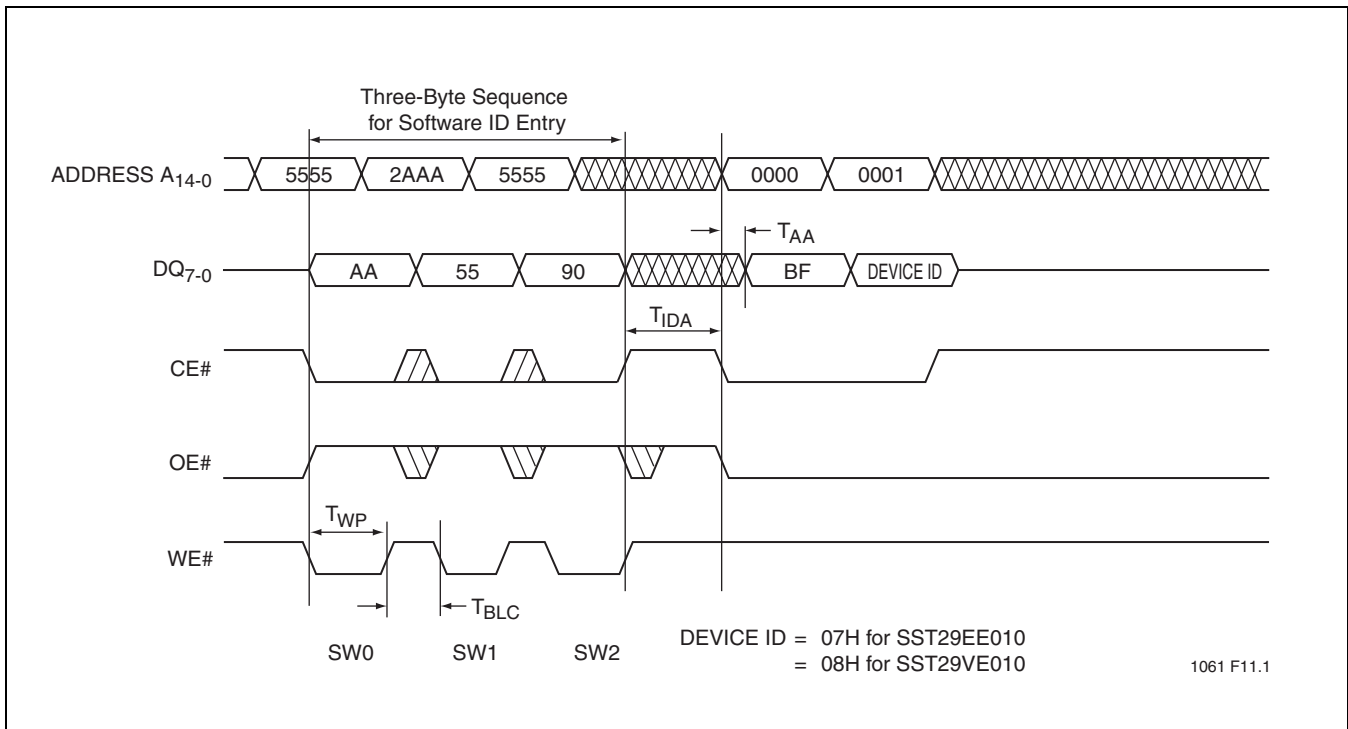 Three-Byte Sequence
for Software ID Entry
ADDRESS A14-0 5555 2AAA 5555 0000 0001
TAA
DQ7-0 AA 55 90 BF DEVICE ID
TIDA
CE#
OE#
TWP
WE#
TBLC
SW0 SW1 SW2
DEVICE ID = 07H for SST29EE010
= 08H for SST29VE010
1061 F11.1